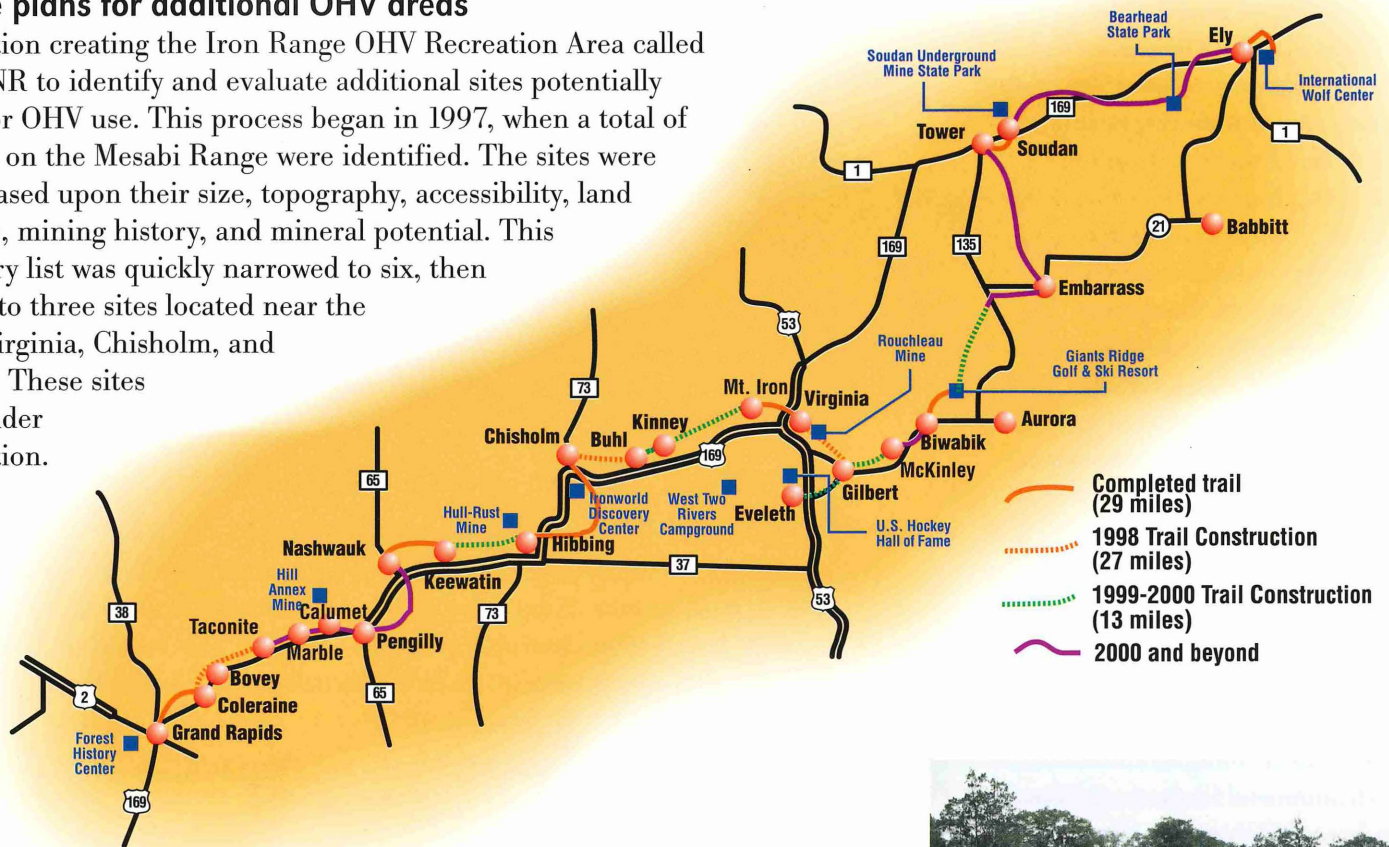 plans for additional OHV areas
tion creating the Iron Range OHV Recreation Area called
NR to identify and evaluate additional sites potentially
or OHV use. This process began in 1997, when a total of
on the Mesabi Range were identified. The sites were
ased upon their size, topography, accessibility, land
, mining history, and mineral potential. This
ry list was quickly narrowed to six, then
to three sites located near the
irginia, Chisholm, and
These sites
der
tion.
Bearhead
State Park
Ely
Soudan Underground
Mine State Park
International
Wolf Center
169
1
Tower
Soudan
1
21
Babbitt
169
135
Embarrass
53
Rouchleau
Mine
Giants Ridge
Golf & Ski Resort
73
Mt. Iron
Virginia
Kinney
Chisholm
Buhl
Aurora
Biwabik
169
McKinley
65
Gilbert
Hull-Rust
Mine
Ironworld
Discovery
Center
West Two
Rivers
Campground
Eveleth
U.S. Hockey
Hall of Fame
Hibbing
Nashwauk
Keewatin
37
53
Hill
Annex
Mine
Calumet
38
73
Taconite
Marble
Pengilly
Bovey
65
Coleraine
2
Grand Rapids
Forest
History
Center
169
Completed trail
(29 miles)
1998 Trail Construction
(27 miles)
1999-2000 Trail Construction
(13 miles)
2000 and beyond